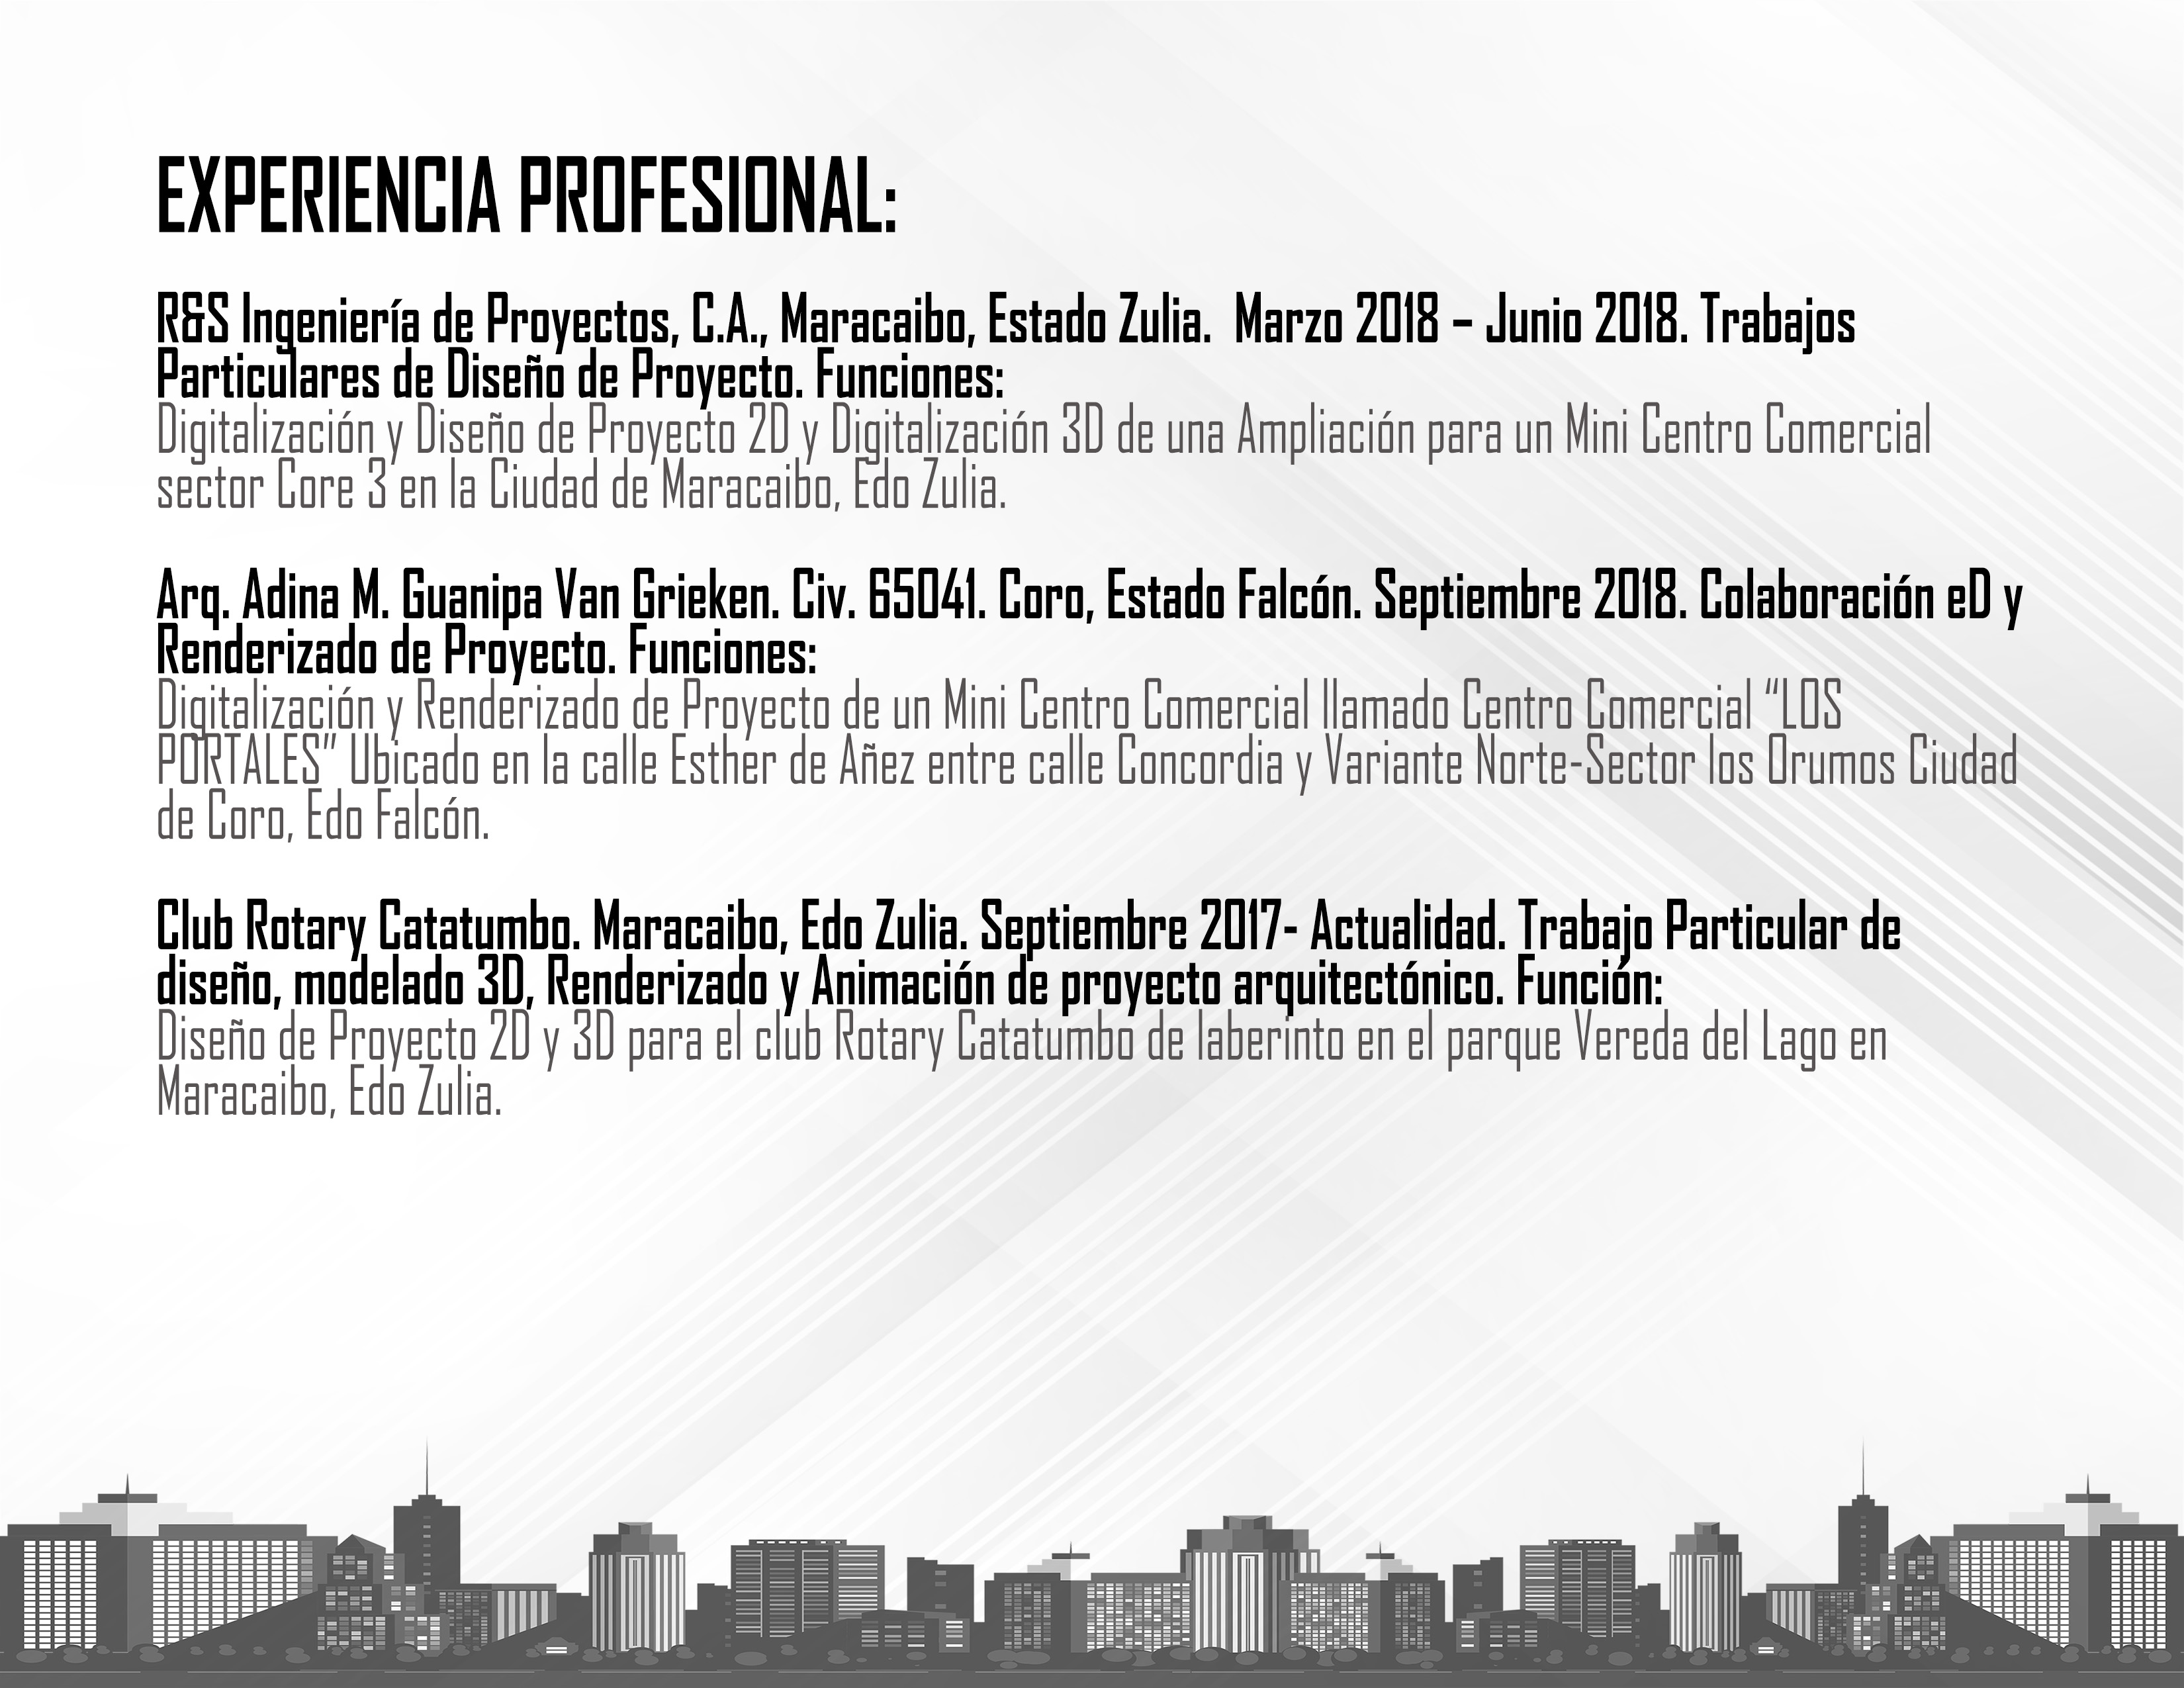 EXPERIENCIA PROFESIONAL:
R&S Ingeniería de Proyectos, C.A., Maracaibo, Estado Zulia.  Marzo 2018 – Junio 2018. Trabajos
Particulares de Diseño de Proyecto. Funciones:
Digitalización y Diseño de Proyecto 2D y Digitalización 3D de una Ampliación para un Mini Centro Comercial
sector Core 3 en la Ciudad de Maracaibo, Edo Zulia.
Arq. Adina M. Guanipa Van Grieken. Civ. 65041. Coro, Estado Falcón. Septiembre 2018. Colaboración eD y
Renderizado de Proyecto. Funciones:
Digitalización y Renderizado de Proyecto de un Mini Centro Comercial llamado Centro Comercial “LOS
PORTALES” Ubicado en la calle Esther de Añez entre calle Concordia y Variante Norte-Sector los Orumos Ciudad
de Coro, Edo Falcón.
Club Rotary Catatumbo. Maracaibo, Edo Zulia. Septiembre 2017- Actualidad. Trabajo Particular de
diseño, modelado 3D, Renderizado y Animación de proyecto arquitectónico. Función:
Diseño de Proyecto 2D y 3D para el club Rotary Catatumbo de laberinto en el parque Vereda del Lago en
Maracaibo, Edo Zulia.